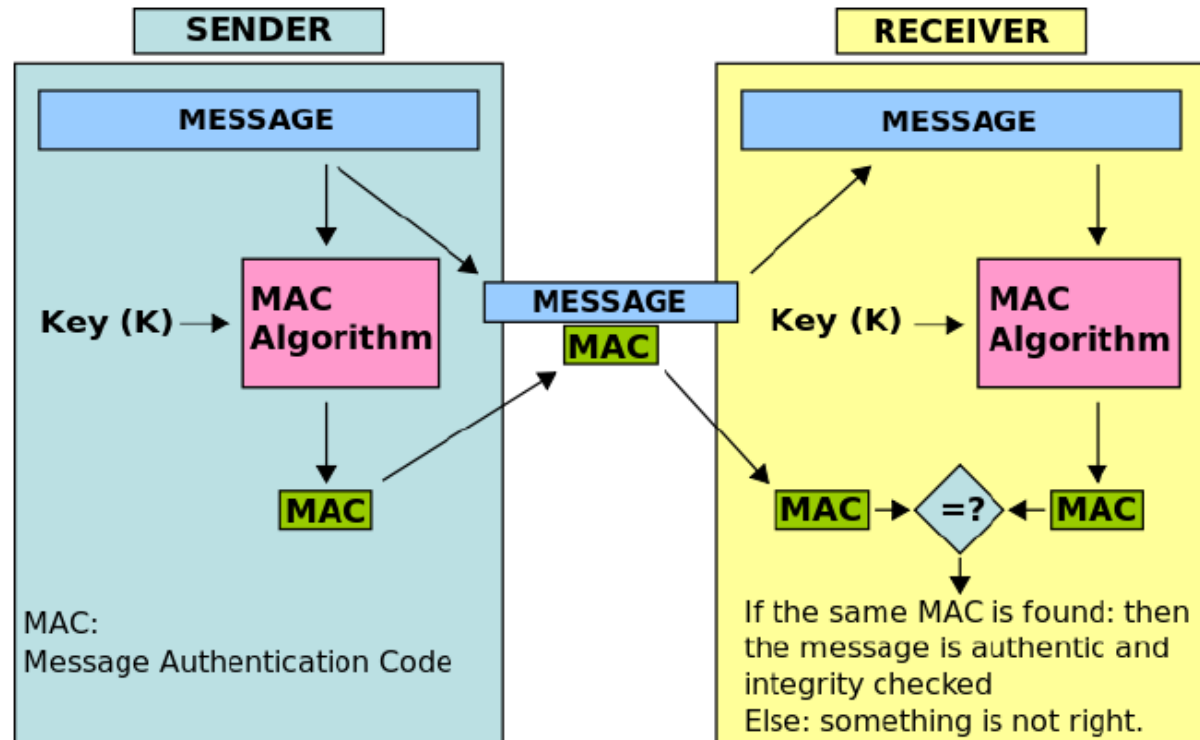 SENDER
MESSAGE
Key (K)
MAC
Algorithm
MAC
MAC:
Message Authentication Code
MESSAGE
MAC
RECEIVER
MESSAGE
Key (K)
MAC
Algorithm
MAC
=?
MAC
If the same MAC is found: then
the message is authentic and
integrity checked
Else: something is not right.